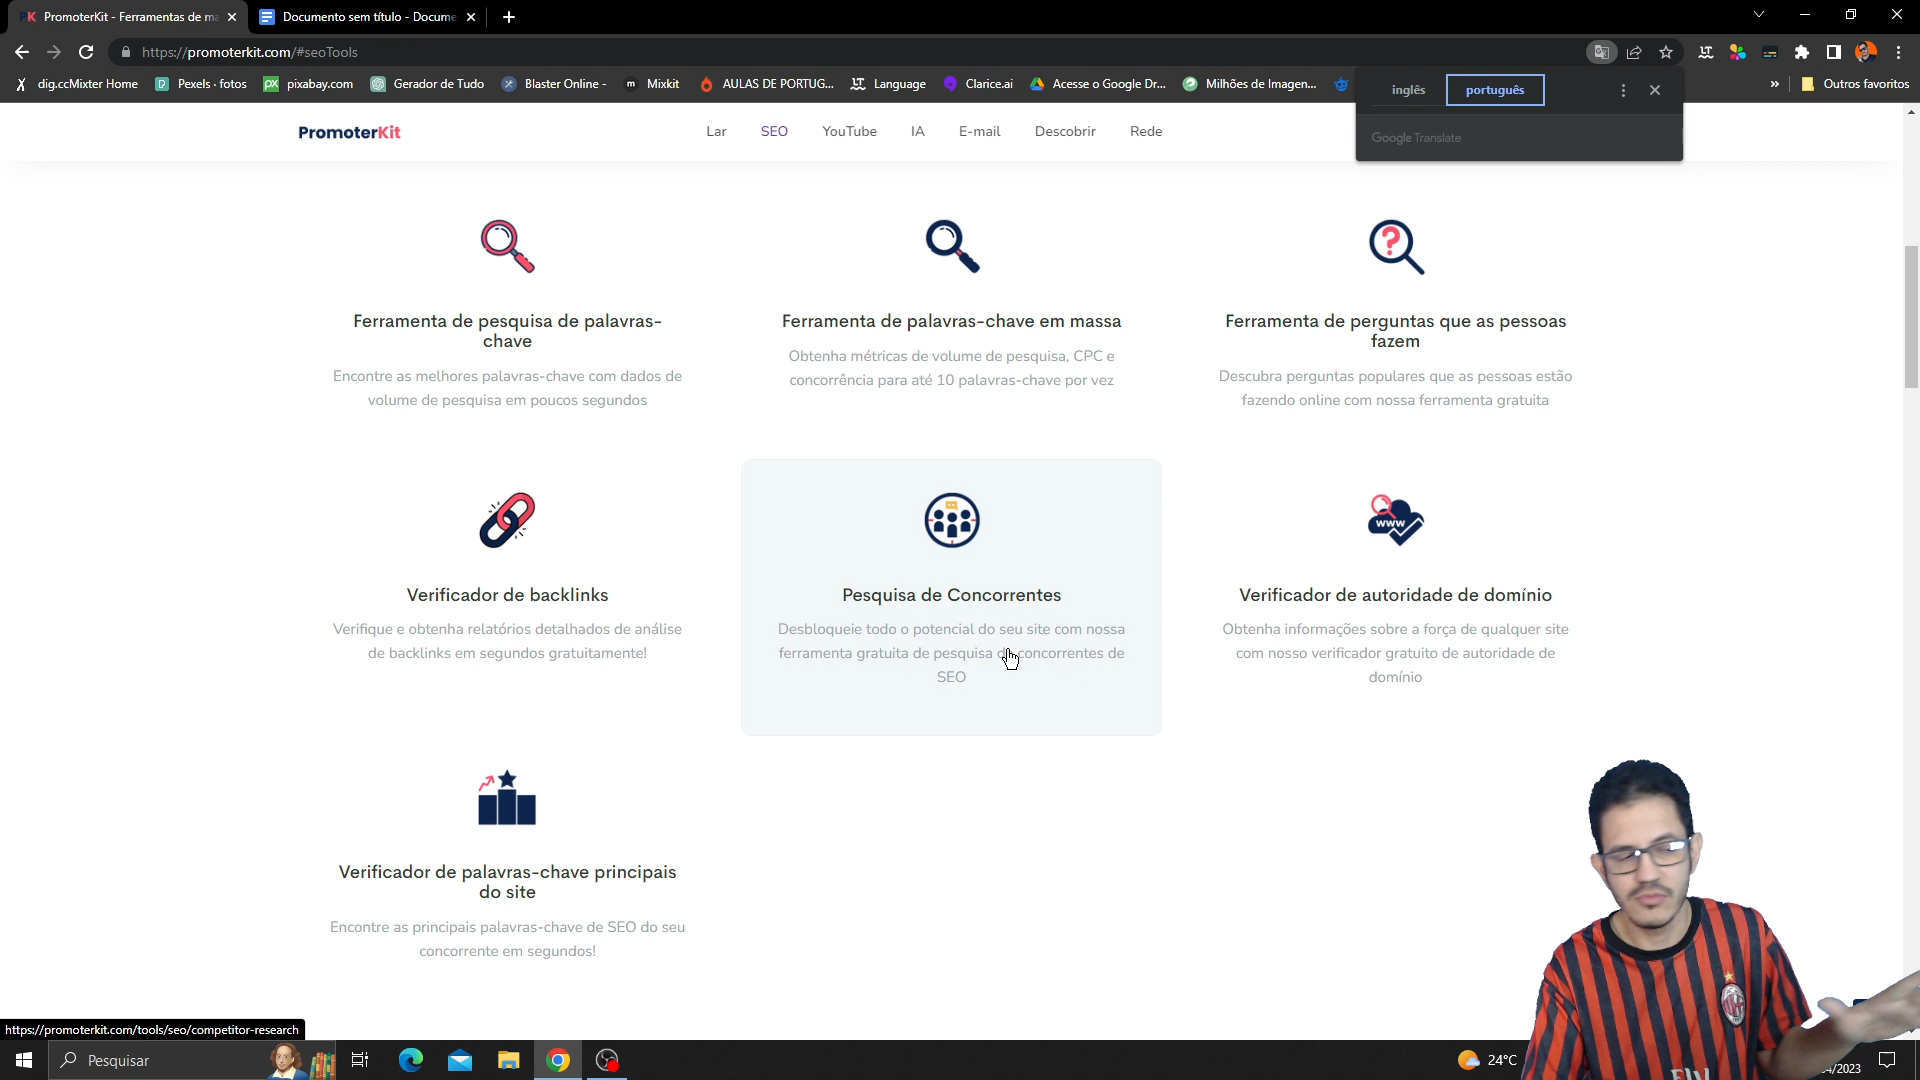 PK PromoterKit - Ferramentas de ma
Documento sem título - Docume
https://promoterkit.com/#seoTools
dig.ccMixter Home
Pexels · fotos
px pixabay.com
Gerador de Tudo
Blaster Online -
m Mixkit
AULAS DE PORTUG...
LT Language
Clarice.ai
Acesse o Google Dr...
Milhões de Imagen...
»
Outros favoritos
inglês
português
Google Translate
PromoterKit
Lar
SEO
YouTube
IA
E-mail
Descobrir
Rede
Ferramenta de pesquisa de palavras-
chave
Encontre as melhores palavras-chave com dados de
volume de pesquisa em poucos segundos
Ferramenta de palavras-chave em massa
Obtenha métricas de volume de pesquisa, CPC e
concorrência para até 10 palavras-chave por vez
?
Ferramenta de perguntas que as pessoas
fazem
Descubra perguntas populares que as pessoas estão
fazendo online com nossa ferramenta gratuita
Verificador de backlinks
Verifique e obtenha relatórios detalhados de análise
de backlinks em segundos gratuitamente!
Pesquisa de Concorrentes
Desbloqueie todo o potencial do seu site com nossa
ferramenta gratuita de pesquisa de concorrentes de
SEO
www
Verificador de autoridade de domínio
Obtenha informações sobre a força de qualquer site
com nosso verificador gratuito de autoridade de
domínio
Verificador de palavras-chave principais
do site
Encontre as principais palavras-chave de SEO do seu
concorrente em segundos!
https://promoterkit.com/tools/seo/competitor-research
Pesquisar
24°C
4/2023